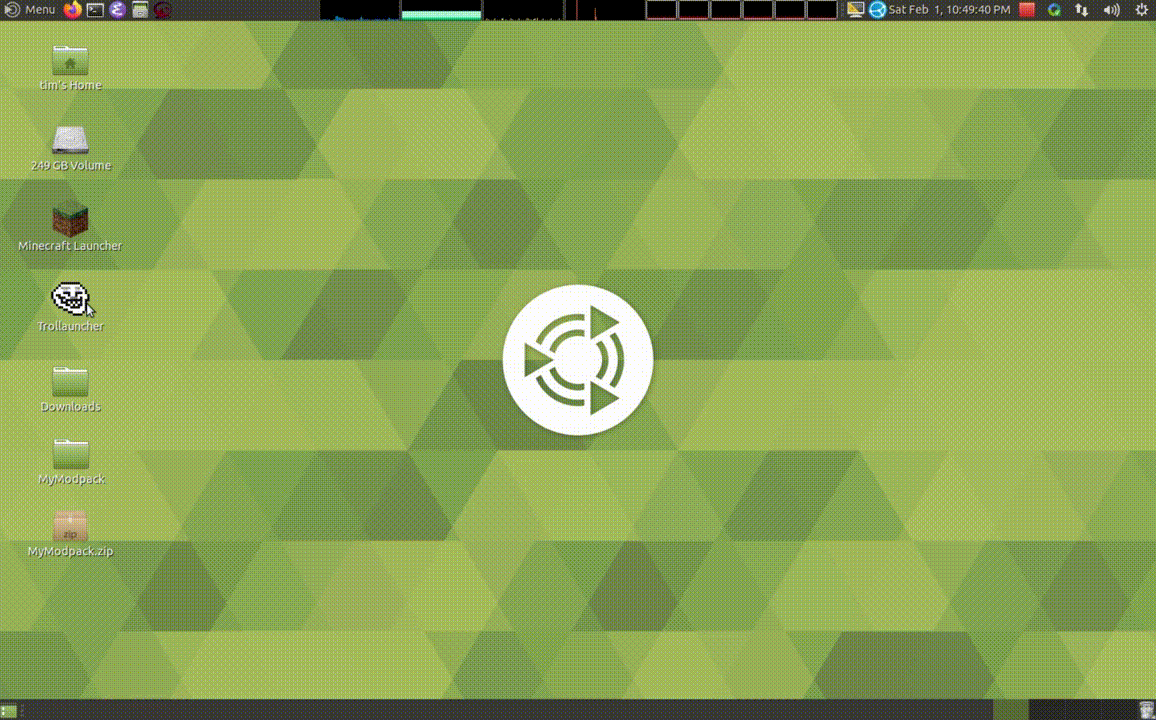 Menu
Sat Feb 1, 10:49:40 PM
tim's Home
249 GB Volume
Minecraft Launcher
Trollauncher
Downloads
MyModpack
zip
MyModpack.zip